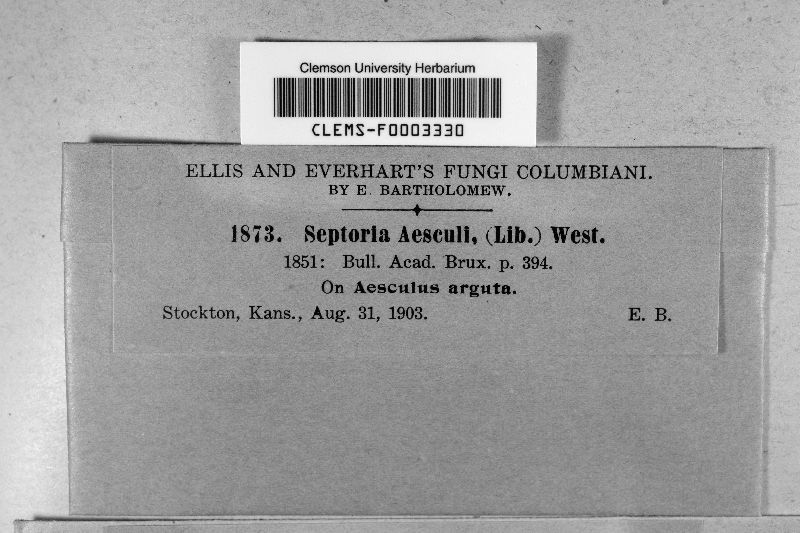 Clemson University Herbarium
CLEMS-F0003330
ELLIS AND EVERHART'S FUNGI COLUMBIANI.
BY E. BARTHOLOMEW.
1873. Septoria Aesculi, (Lib.) West.
1851: Bull. Acad. Brux. p. 394.
On Aesculus arguta.
Stockton, Kans., Aug. 31, 1903. E. B.